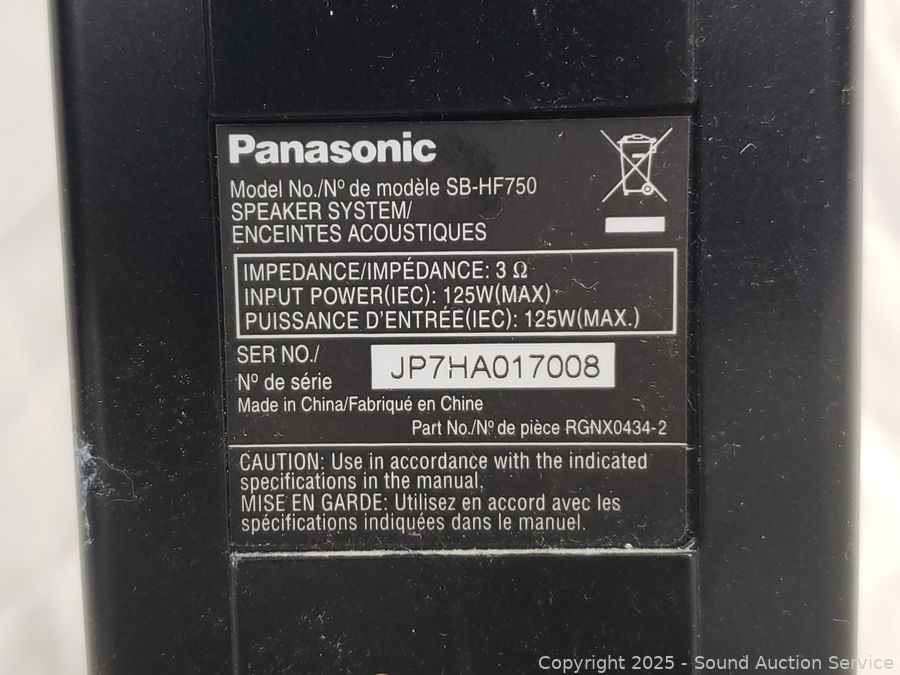 Panasonic
Model No./Nº de modèle SB-HF750
SPEAKER SYSTEM/
ENCEINTES ACOUSTIQUES
IMPEDANCE/IMPÉDANCE: 3 Ω
INPUT POWER(IEC): 125W(MAX)
PUISSANCE D'ENTRÉE(IEC): 125W(MAX.)
SER NO./
Nº de série
JP7HA017008
Made in China/Fabriqué en Chine
Part No./Nº de pièce RGNX0434-2
CAUTION: Use in accordance with the indicated
specifications in the manual.
MISE EN GARDE: Utilisez en accord avec les
spécifications indiquées dans le manuel.
Copyright 2025 - Sound Auction Service